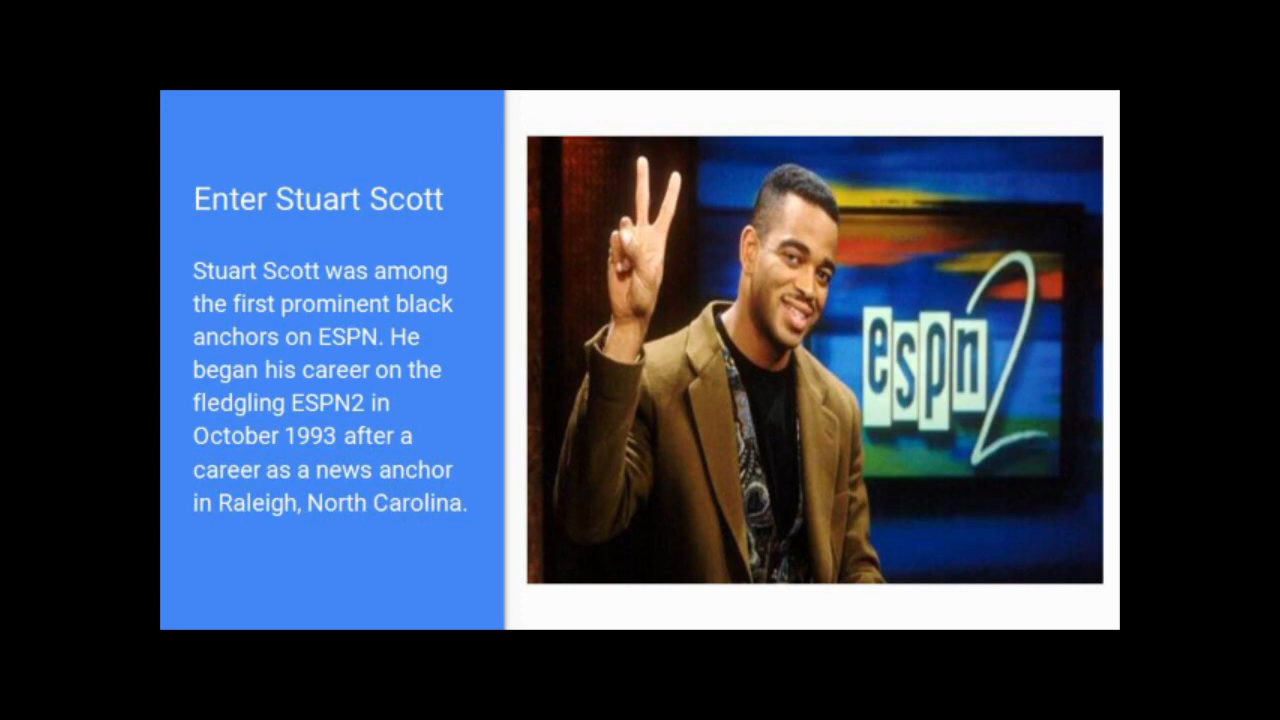 Enter Stuart Scott
Stuart Scott was among
the first prominent black
anchors on ESPN. He
began his career on the
fledgling ESPN2 in
October 1993 after a
career as a news anchor
in Raleigh, North Carolina.
espn2